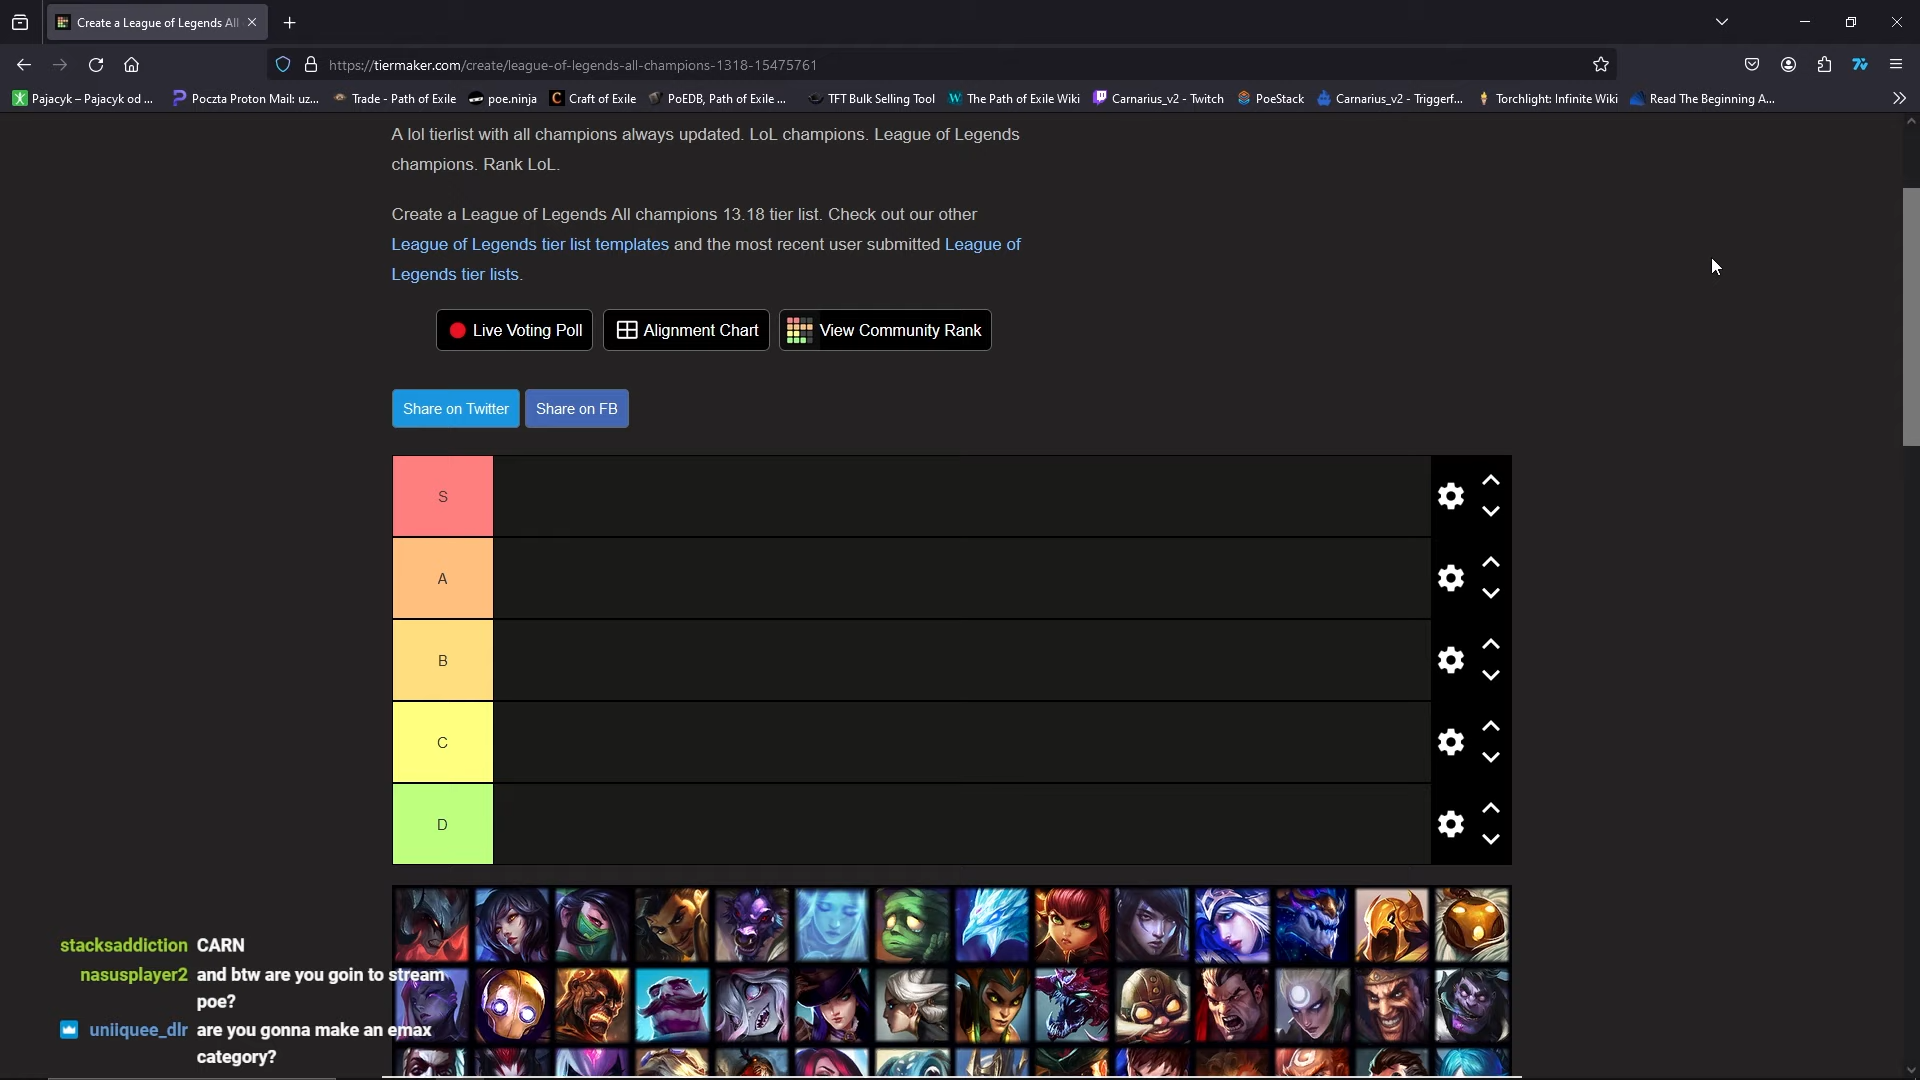 Create a League of Legends All
https://tiermaker.com/create/league-of-legends-all-champions-1318-15475761
Pajacyk – Pajacyk od ...
Poczta Proton Mail: uz...
Trade - Path of Exile
poe.ninja
Craft of Exile
PoEDB, Path of Exile ...
TFT Bulk Selling Tool
The Path of Exile Wiki
Carnarius_v2 - Twitch
PoeStack
Carnarius_v2 - Triggerf...
Torchlight: Infinite Wiki
Read The Beginning A...
A lol tierlist with all champions always updated. LoL champions. League of Legends
champions. Rank LoL.
Create a League of Legends All champions 13.18 tier list. Check out our other
League of Legends tier list templates and the most recent user submitted League of
Legends tier lists.
Live Voting Poll
Alignment Chart
View Community Rank
Share on Twitter
Share on FB
S
A
B
C
D
stacksaddiction CARN
nasusplayer2 and btw are you goin to stream
poe?
uniiquee_dlr are you gonna make an emax
category?